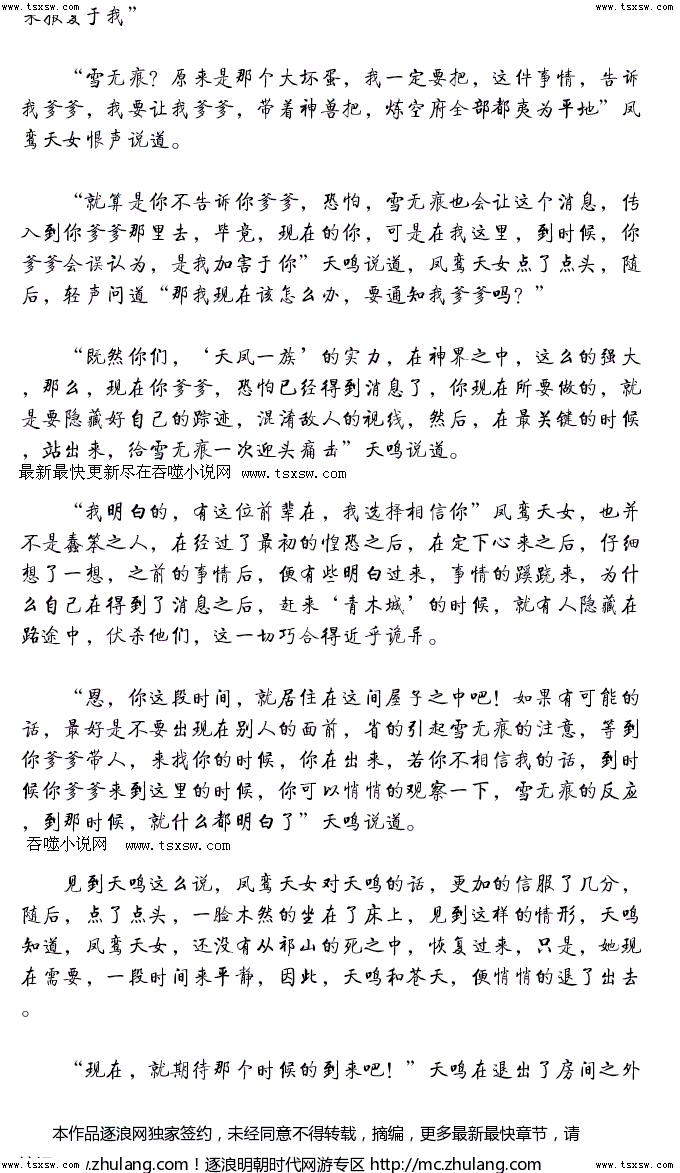 www.tsxsw.com www.tsxsw.com
来报复于我”
“雪无痕？原来是那个大坏蛋，我一定要把，这件事情，告诉
我爹爹，我要让我爹爹，带着神兽把，炼空府全部都夷为平地”凤
鸾天女恨声说道。
“就算是你不告诉你爹爹，恐怕，雪无痕也会让这个消息，传
入到你爹爹那里去，毕竟，现在的你，可是在我这里，到时候，你
爹爹会误认为，是我加害于你”天鸣说道，凤鸾天女点了点头，随
后，轻声问道“那我现在该怎么办，要通知我爹爹吗？”
“既然你们，‘天凤一族’的实力，在神界之中，这么的强大
，那么，现在你爹爹，恐怕已经得到消息了，你现在所要做的，就
是要隐藏好自己的踪迹，混淆敌人的视线，然后，在最关键的时候
，站出来，给雪无痕一次迎头痛击”天鸣说道。
最新最快更新尽在吞噬小说网 www.tsxsw.com
“我明白的，有这位前辈在，我选择相信你”凤鸾天女，也并
不是蠢笨之人，在经过了最初的惶恐之后，在定下心来之后，仔细
想了一想，之前的事情后，便有些明白过来，事情的蹊跷来，为什
么自己在得到了消息之后，赶来‘青木城’的时候，就有人隐藏在
路途中，伏杀他们，这一切巧合得近乎诡异。
“恩，你这段时间，就居住在这间屋子之中吧！如果有可能的
话，最好是不要出现在别人的面前，省的引起雪无痕的注意，等到
你爹爹带人，来找你的时候，你在出来，若你不相信我的话，到时
候你爹爹来到这里的时候，你可以悄悄的观察一下，雪无痕的反应
，到那时候，就什么都明白了”天鸣说道。
吞噬小说网 www.tsxsw.com
见到天鸣这么说，凤鸾天女对天鸣的话，更加的信服了几分，
随后，点了点头，一脸木然的坐在了床上，见到这样的情形，天鸣
知道，凤鸾天女，还没有从祁山的死之中，恢复过来，只是，她现
在需要，一段时间来平静，因此，天鸣和苍天，便悄悄的退了出去
。
“现在，就期待那个时候的到来吧！”天鸣在退出了房间之外
本作品逐浪网独家签约，未经同意不得转载，摘编，更多最新最快章节，请
www.zhulang.com！逐浪明朝时代网游专区 http://mc.zhulang.com
www.tsxsw.com www.tsxsw.com